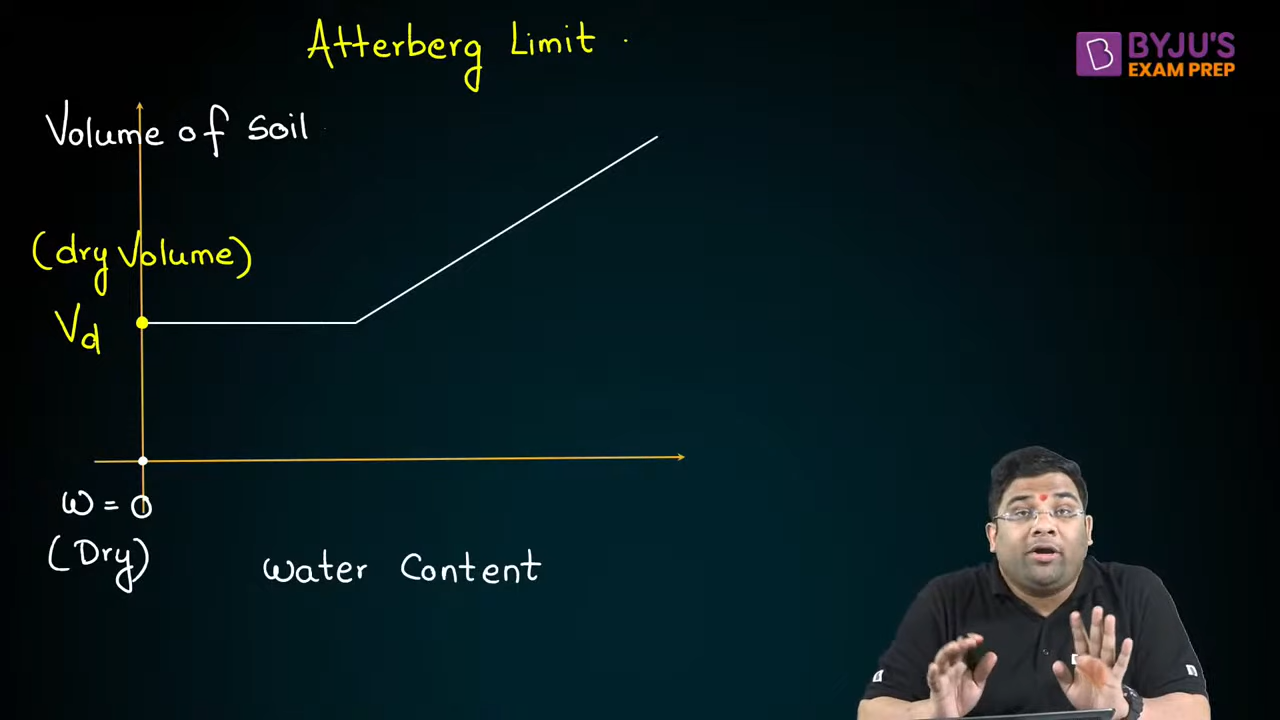 Atterberg Limit
BYJU'S
EXAM PREP
Volume of soil
(dry Volume)
Vd
w = 0
(Dry)
Water Content